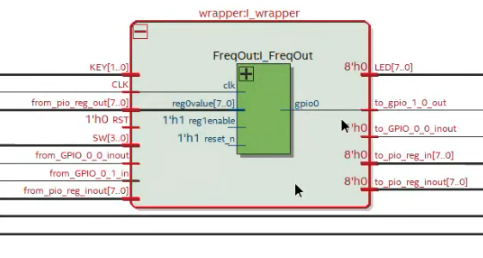 wrapper:I_wrapper
FreqOut:I_FreqOut
KEY[1..0]
8'h0 LED[7..0]
CLK
clk
from_pio_reg_out[7..0]
reg0value[7..0]
gpio0
to_gpio_1_0_out
1'h0 RST
1'h1 reg1enable
1'h0 to_GPIO_0_0_inout
SW[3..0]
1'h1 reset_n
from_GPIO_0_0_inout
8'h0 to_pio_reg_in[7..0]
from_GPIO_0_1_in
8'h0 to_pio_reg_inout[7..0]
from_pio_reg_inout[7..0]